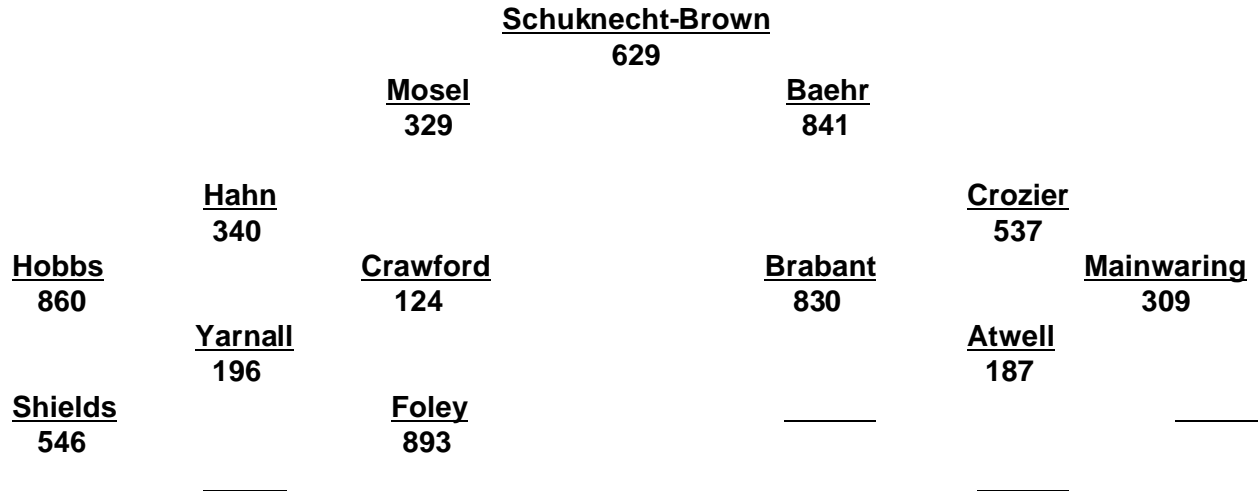 Schuknecht-Brown
629
Mosel Baehr
329 841
Hahn Crozier
340 537
Hobbs Crawford Brabant Mainwaring
860 124 830 309
Yarnall Atwell
196 187
Shields Foley
546 893